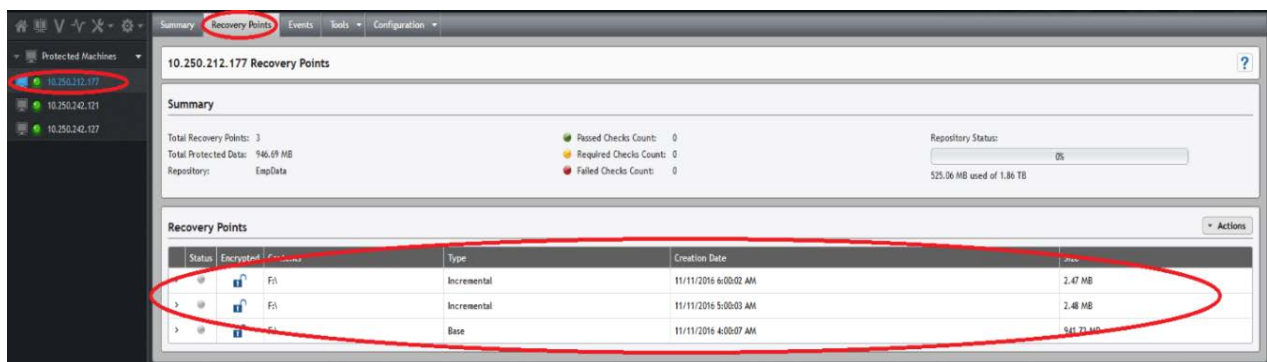 Summary Recovery Points Events Tools Configuration
Protected Machines
10.250.212.177
10.250.242.121
10.250.242.127
10.250.212.177 Recovery Points ?
Summary
Total Recovery Points: 3 Passed Checks Count: 0 Repository Status:
Total Protected Data: 946.69 MB Required Checks Count: 0 0%
Repository: EmpData Failed Checks Count: 0 525.06 MB used of 1.86 TB
Recovery Points Actions
Status Encrypted Contents Type Creation Date Size
F:\ Incremental 11/11/2016 6:00:02 AM 2.47 MB
F:\ Incremental 11/11/2016 5:00:03 AM 2.48 MB
F:\ Base 11/11/2016 4:00:07 AM 941.73 MB